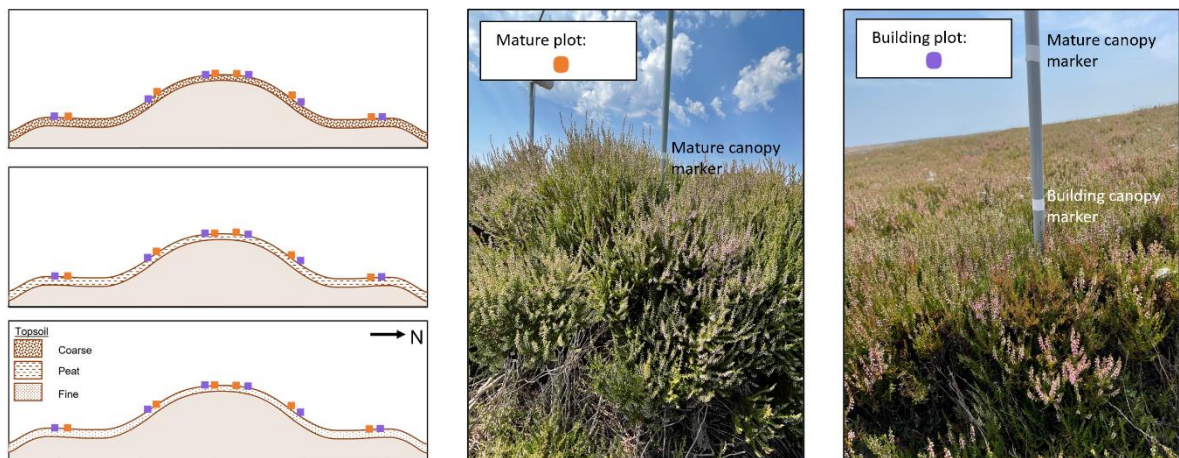 N
Topsoil
Coarse
Peat
Fine
Mature plot:
Mature canopy
marker
Building plot:
Mature canopy
marker
Building canopy
marker